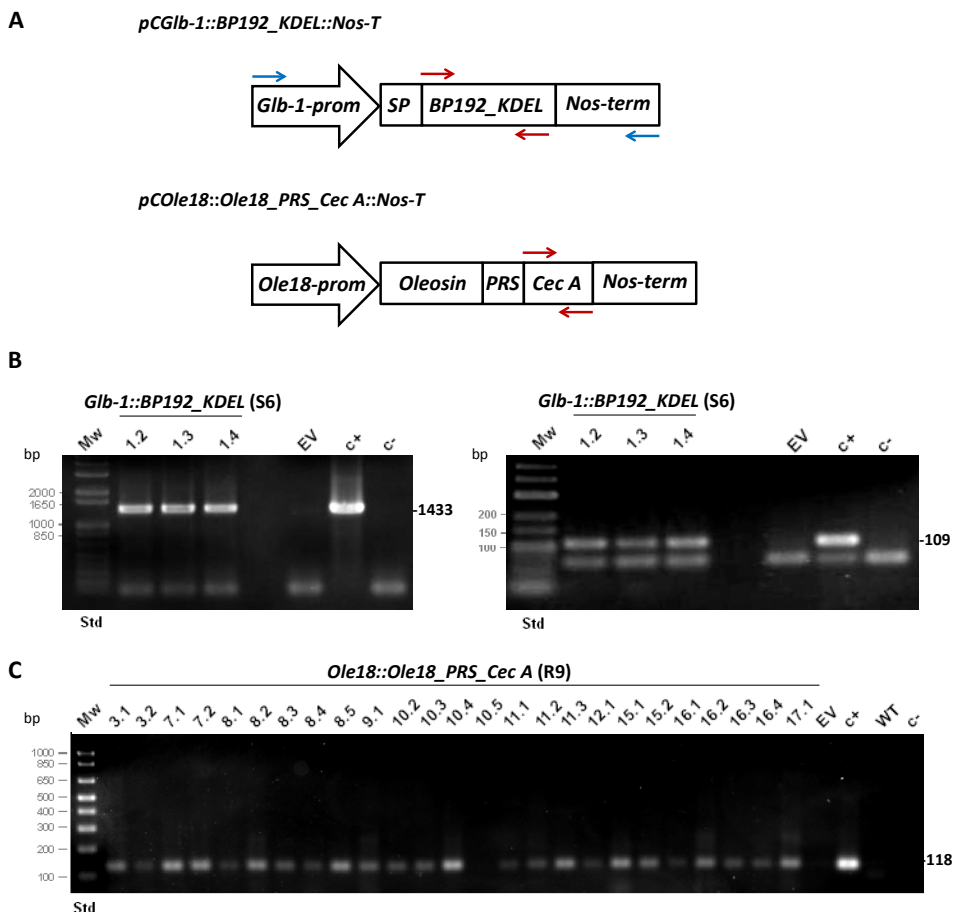 A
pCGlb-1::BP192_KDEL::Nos-T
Glb-1-prom SP BP192_KDEL Nos-term
pCOle18::Ole18_PRS_Cec A::Nos-T
Ole18-prom Oleosin PRS Cec A Nos-term
B
Glb-1::BP192_KDEL (S6)
Mw 1.2 1.3 1.4 EV c+ c-
bp
2000
1650
1000
850
-1433
Std
Glb-1::BP192_KDEL (S6)
Mw 1.2 1.3 1.4 EV c+ c-
bp
200
150
100
-109
Std
C
Ole18::Ole18_PRS_Cec A (R9)
Mw 3.1 3.2 7.1 7.2 8.1 8.2 8.3 8.4 8.5 9.1 10.2 10.3 10.4 10.5 11.1 11.2 11.3 12.1 15.1 15.2 16.1 16.2 16.3 16.4 17.1 EV c+ WT c-
bp
1000
850
650
500
400
300
200
100
-118
Std